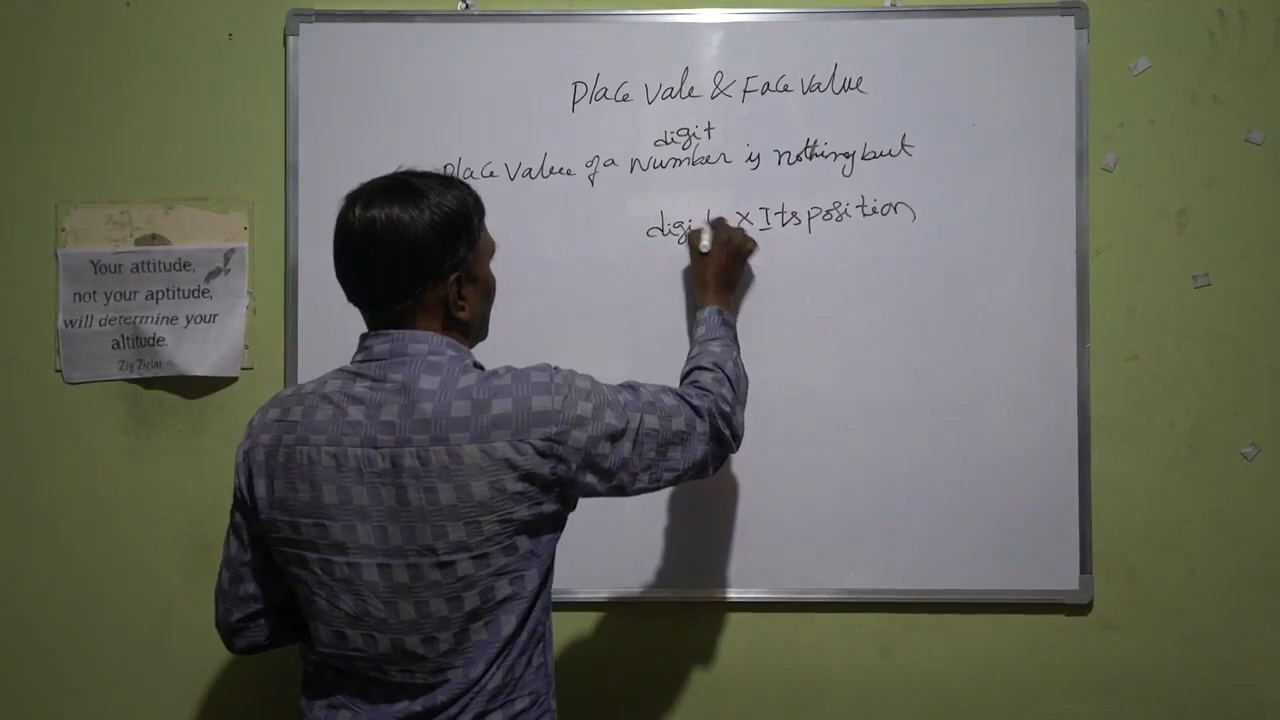 Place Vale & Face value
digit
Place Value of a Number is nothing but
digit × Its position
Your attitude,
not your aptitude,
will determine your
altitude.
Zig Ziglar